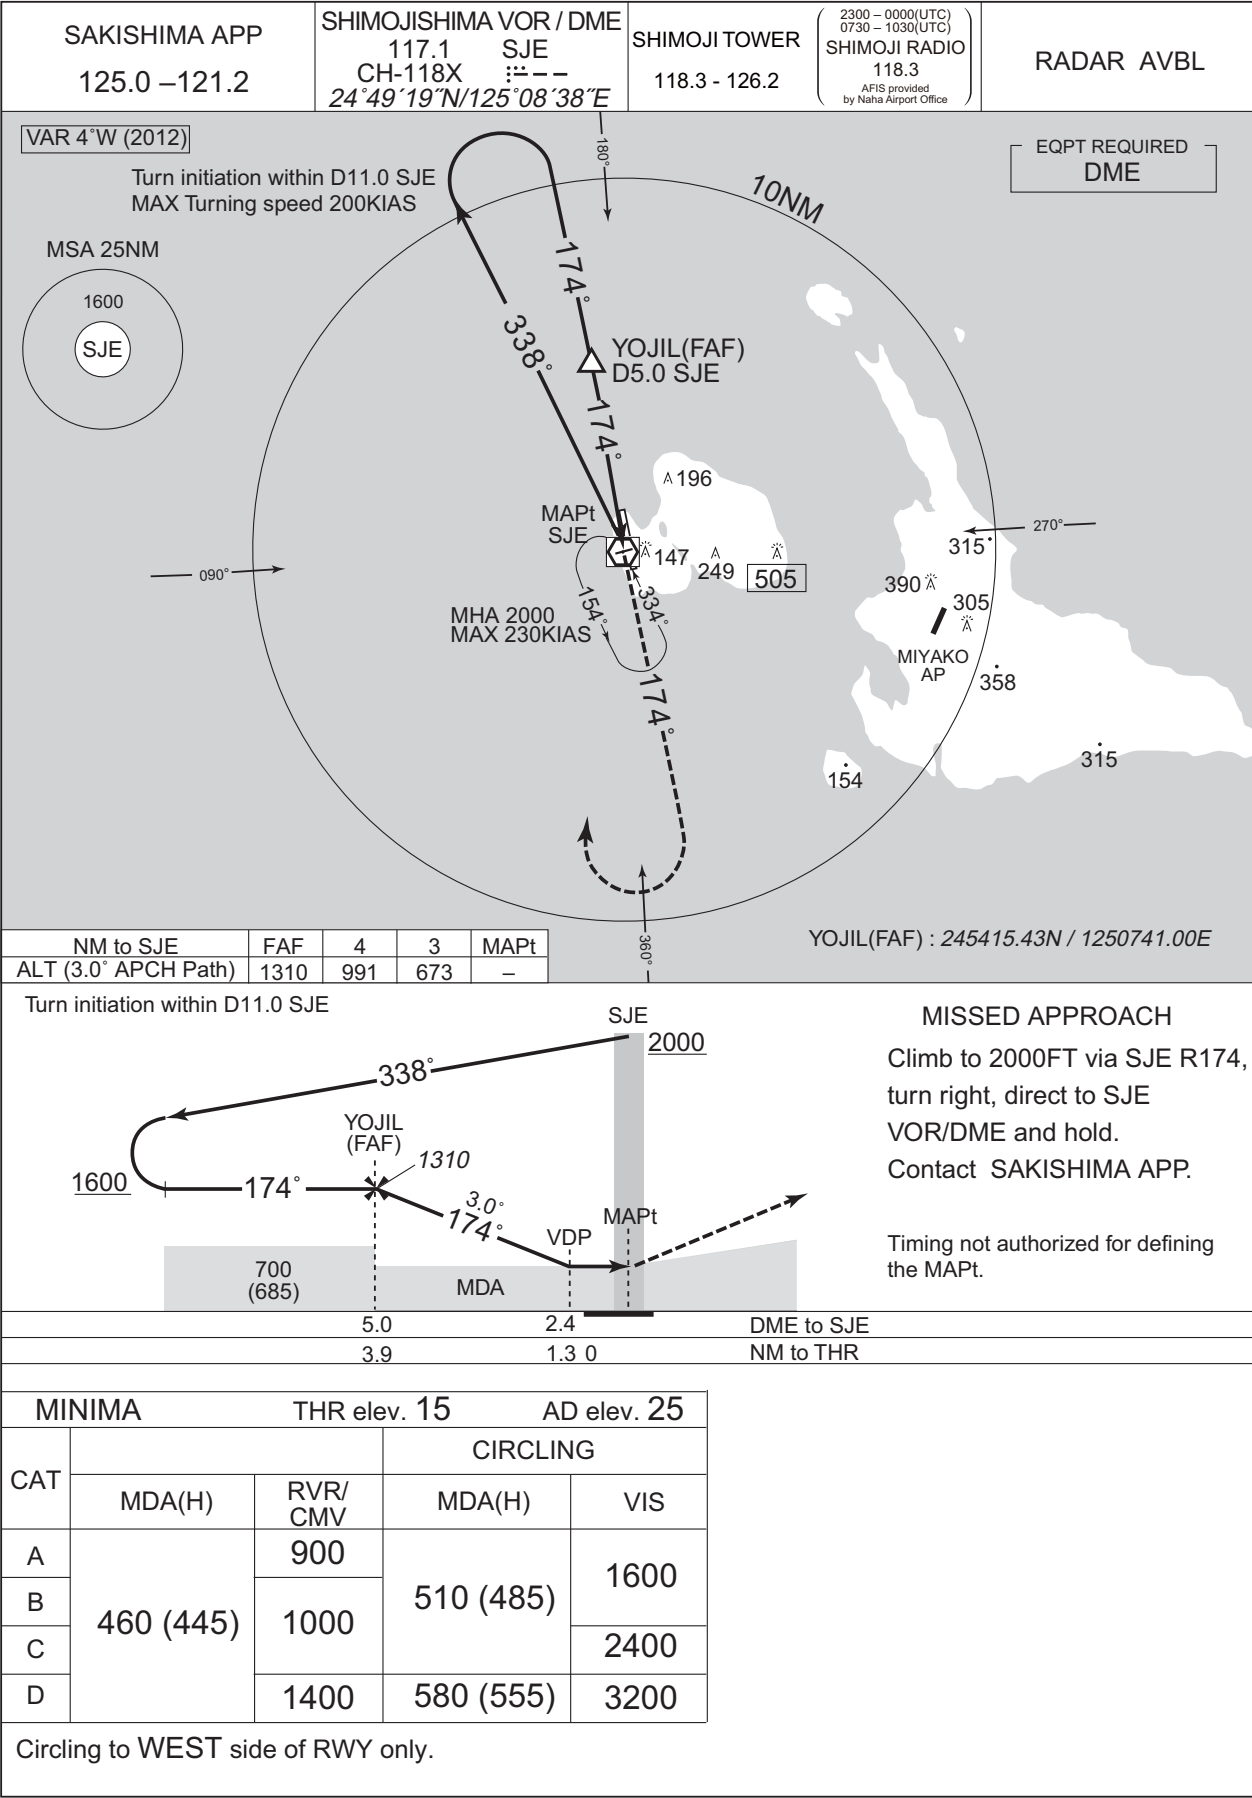 SAKISHIMA APP
125.0 –121.2
SHIMOJISHIMA VOR / DME
117.1 SJE
CH-118X
24˚49´19˝N/125˚08´38˝E
SHIMOJI TOWER
118.3 - 126.2
2300 – 0000(UTC)
0730 – 1030(UTC)
SHIMOJI RADIO
118.3
AFIS provided
by Naha Airport Office
RADAR AVBL
VAR 4˚W (2012)
Turn initiation within D11.0 SJE
MAX Turning speed 200KIAS
180°
EQPT REQUIRED
DME
10NM
MSA 25NM
1600
SJE
174˚
338˚
YOJIL(FAF)
D5.0 SJE
174˚
196
MAPt
SJE
147
249
505
315
270°
090°
390
305
MIYAKO
AP
358
MHA 2000
MAX 230KIAS
154°
334°
174˚
315
154
360°
YOJIL(FAF) : 245415.43N / 1250741.00E
NM to SJE FAF 4 3 MAPt
ALT (3.0˚ APCH Path) 1310 991 673 –
Turn initiation within D11.0 SJE
SJE
2000
338˚
YOJIL
(FAF)
1310
1600
174˚
3.0˚
174˚
VDP
MAPt
700
(685)
MDA
5.0 2.4 DME to SJE
3.9 1.3 0 NM to THR
MISSED APPROACH
Climb to 2000FT via SJE R174,
turn right, direct to SJE
VOR/DME and hold.
Contact SAKISHIMA APP.
Timing not authorized for defining
the MAPt.
MINIMA THR elev. 15 AD elev. 25
CAT
CIRCLING
MDA(H)
RVR/
CMV
MDA(H)
VIS
A
B
C
D
460 (445)
900
1000
1400
510 (485)
580 (555)
1600
2400
3200
Circling to WEST side of RWY only.